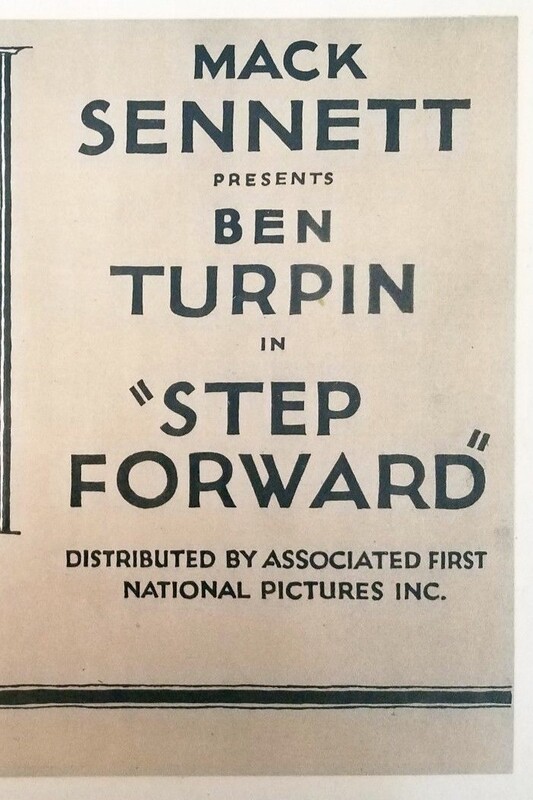 MACK
SENNETT
PRESENTS
BEN
TURPIN
IN
"STEP
FORWARD"
DISTRIBUTED BY ASSOCIATED FIRST
NATIONAL PICTURES INC.